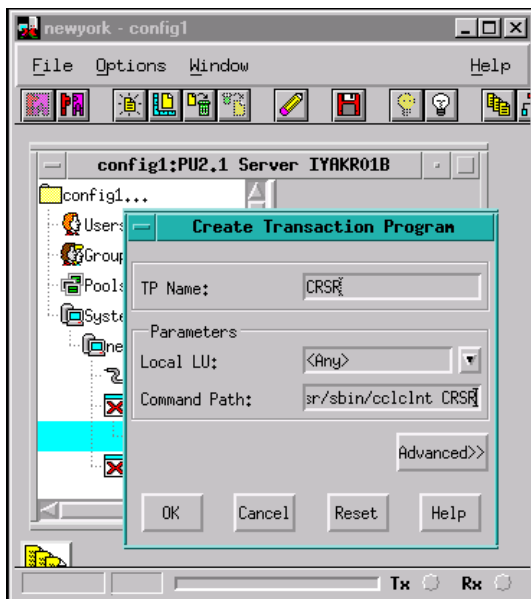 newyork - config1
File Options Window Help
config1:PU2.1 Server IYAKR01B
config1...
Users
Group
Pools
Syste
ne
Create Transaction Program
TP Name: CRSR
Parameters
Local LU: <Any>
Command Path: sr/sbin/cclclnt CRSR
Advanced>>
OK Cancel Reset Help
Tx Rx